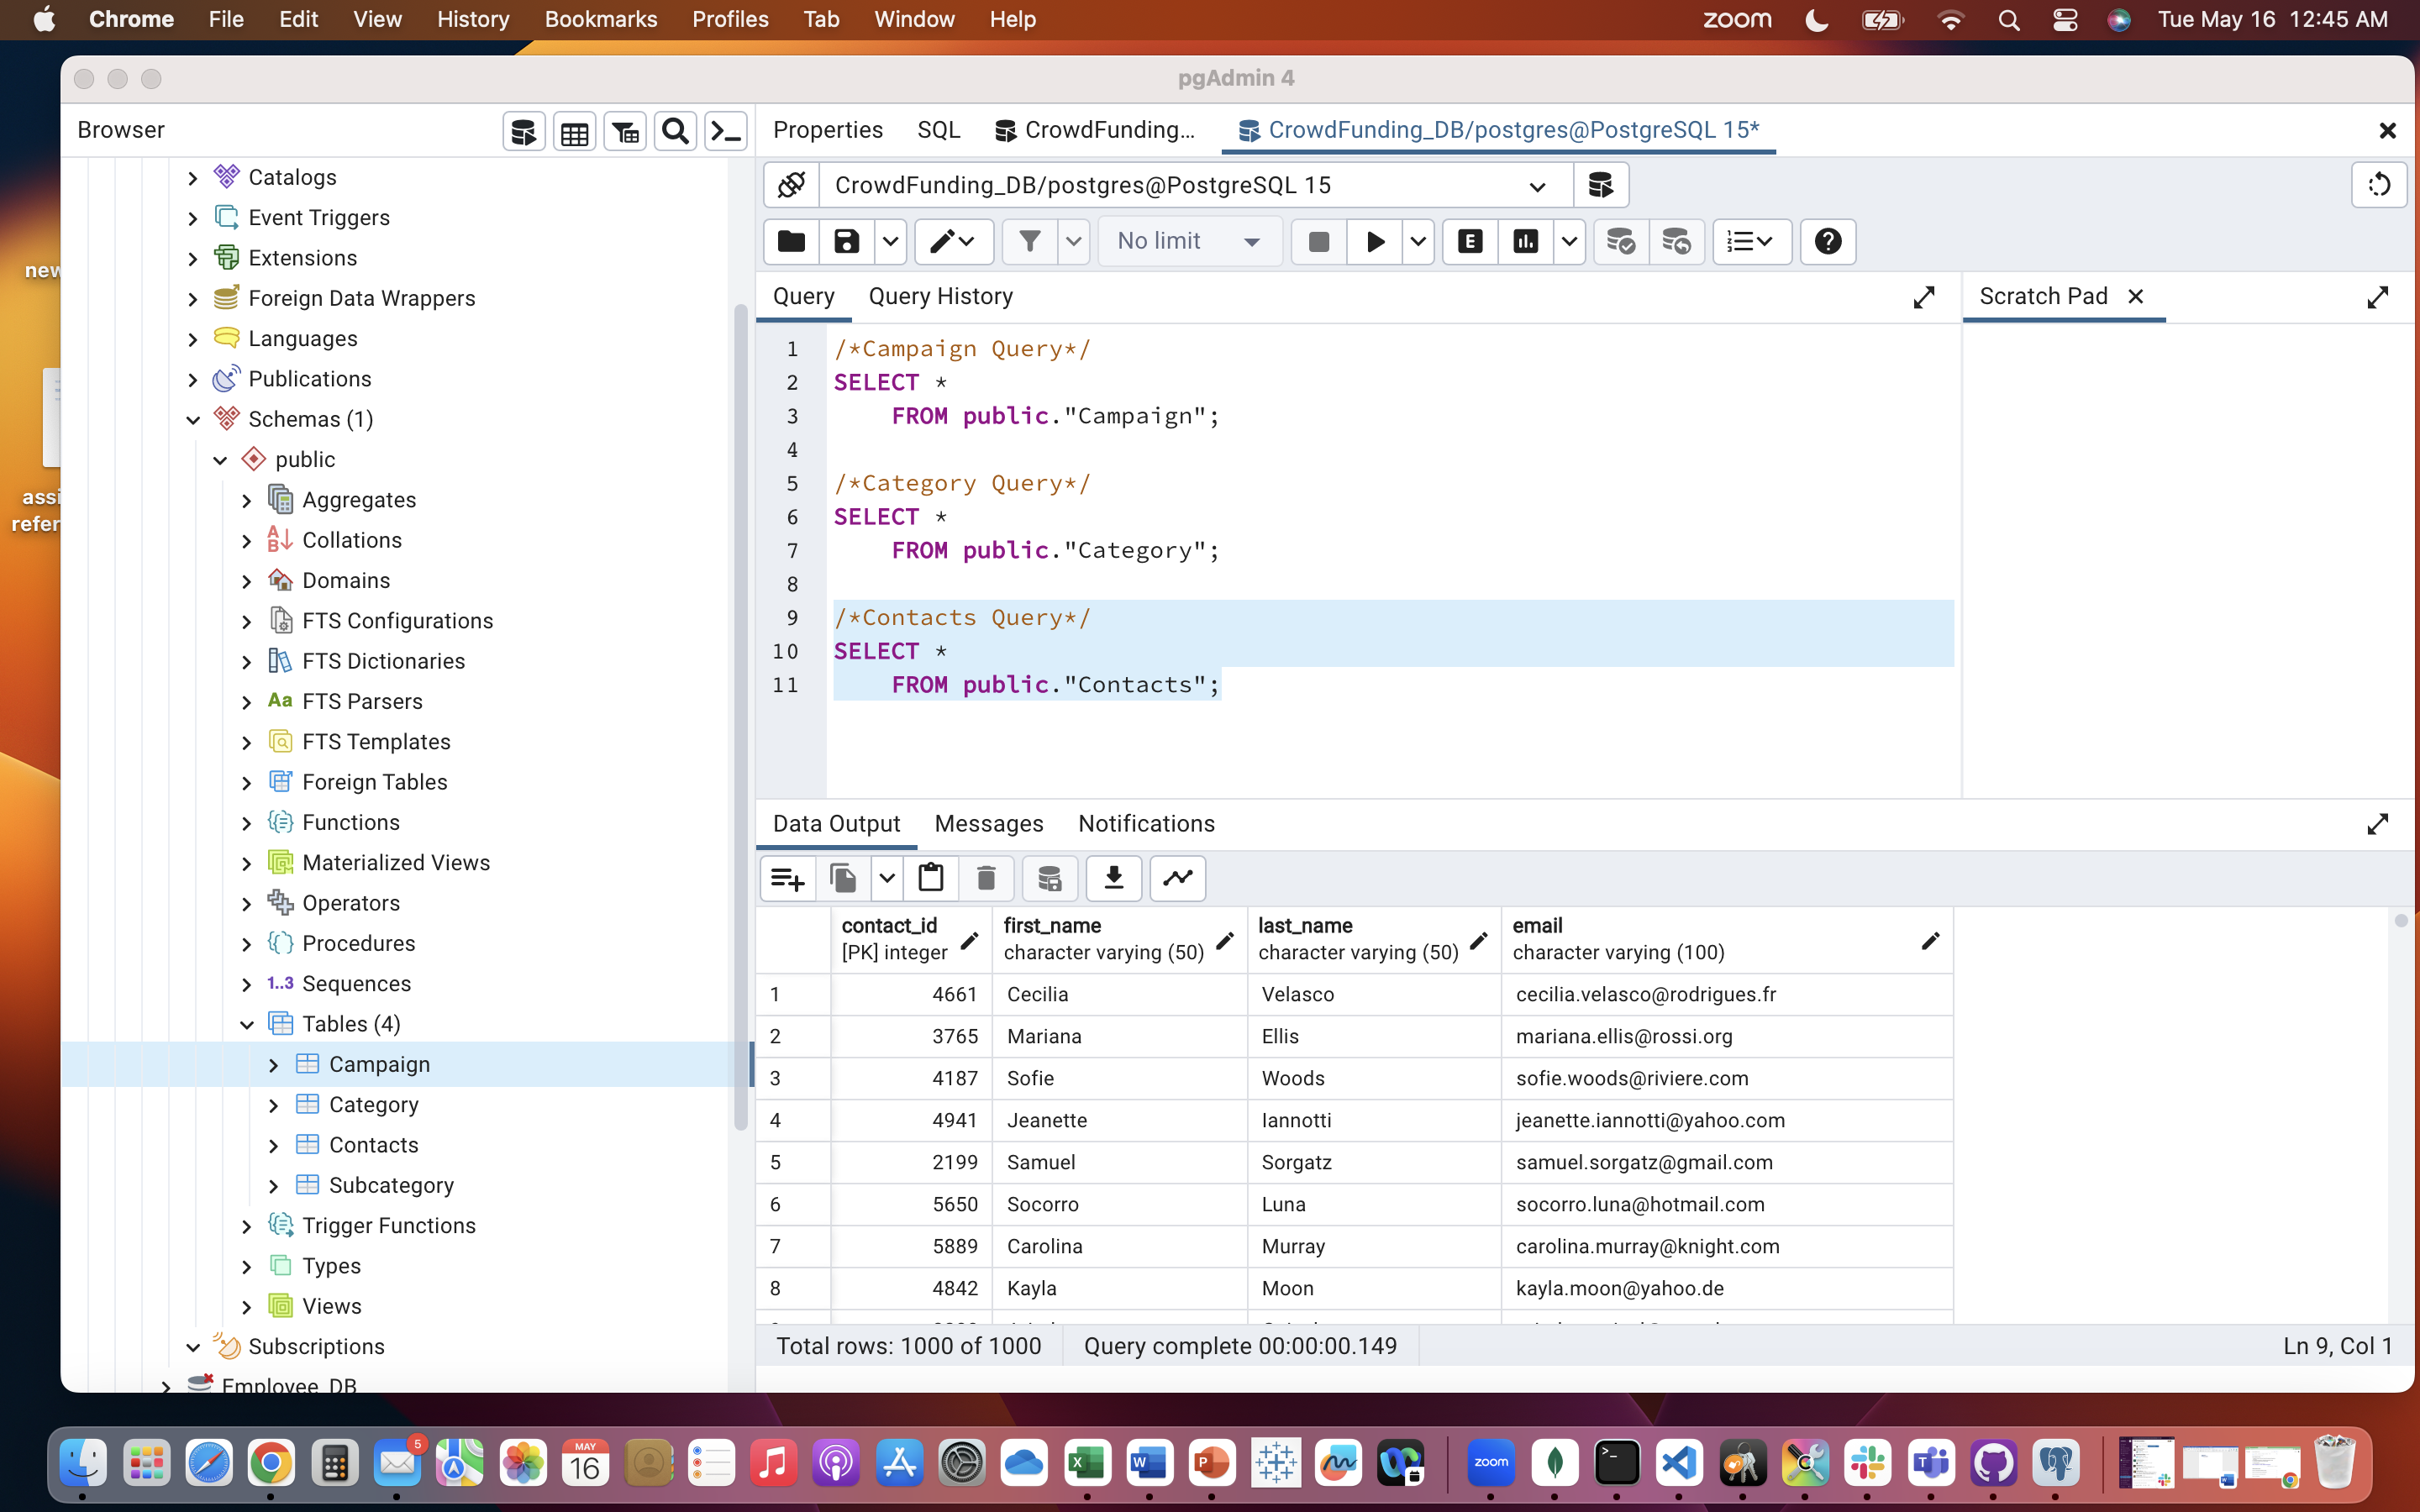 Chrome File Edit View History Bookmarks Profiles Tab Window Help zoom Tue May 16 12:45 AM
pgAdmin 4
Browser
Properties SQL CrowdFunding... CrowdFunding_DB/postgres@PostgreSQL 15*
CrowdFunding_DB/postgres@PostgreSQL 15
No limit
E
Query Query History
Scratch Pad
1 /*Campaign Query*/
2 SELECT *
3 FROM public."Campaign";
4
5 /*Category Query*/
6 SELECT *
7 FROM public."Category";
8
9 /*Contacts Query*/
10 SELECT *
11 FROM public."Contacts";
Catalogs
Event Triggers
Extensions
Foreign Data Wrappers
Languages
Publications
Schemas (1)
public
Aggregates
Collations
Domains
FTS Configurations
FTS Dictionaries
Aa FTS Parsers
FTS Templates
Foreign Tables
Functions
Materialized Views
Operators
Procedures
1..3 Sequences
Tables (4)
Campaign
Category
Contacts
Subcategory
Trigger Functions
Types
Views
Subscriptions
Employee_DB
new
assi
refer
Data Output Messages Notifications
contact_id first_name last_name email
[PK] integer character varying (50) character varying (50) character varying (100)
1 4661 Cecilia Velasco cecilia.velasco@rodrigues.fr
2 3765 Mariana Ellis mariana.ellis@rossi.org
3 4187 Sofie Woods sofie.woods@riviere.com
4 4941 Jeanette Iannotti jeanette.iannotti@yahoo.com
5 2199 Samuel Sorgatz samuel.sorgatz@gmail.com
6 5650 Socorro Luna socorro.luna@hotmail.com
7 5889 Carolina Murray carolina.murray@knight.com
8 4842 Kayla Moon kayla.moon@yahoo.de
Total rows: 1000 of 1000 Query complete 00:00:00.149 Ln 9, Col 1
5
MAY
16
zoom